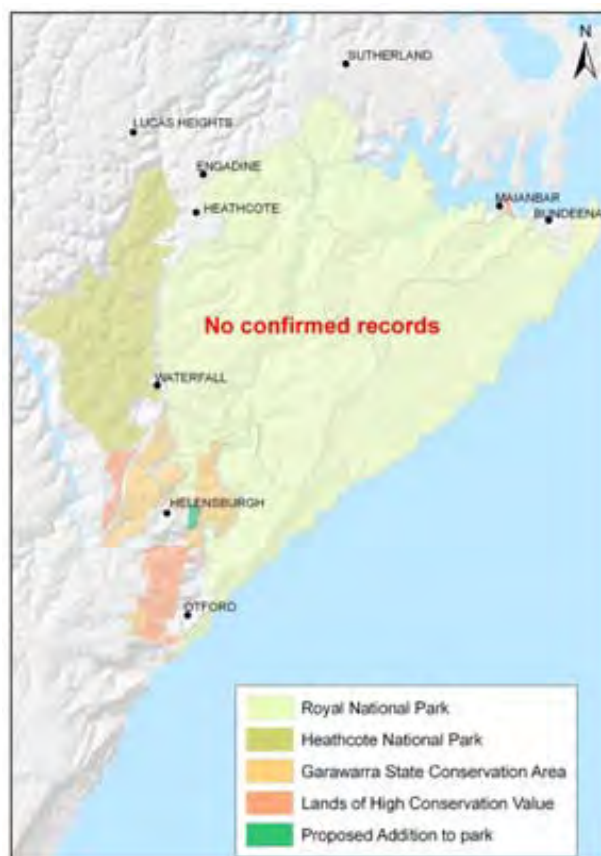 N
SUTHERLAND
LUCAS HEIGHTS
ENGADINE
HEATHCOTE
MAIANBAR
BUNDEENA
No confirmed records
WATERFALL
HELENSBURGH
OTFORD
Royal National Park
Heathcote National Park
Garawarra State Conservation Area
Lands of High Conservation Value
Proposed Addition to park